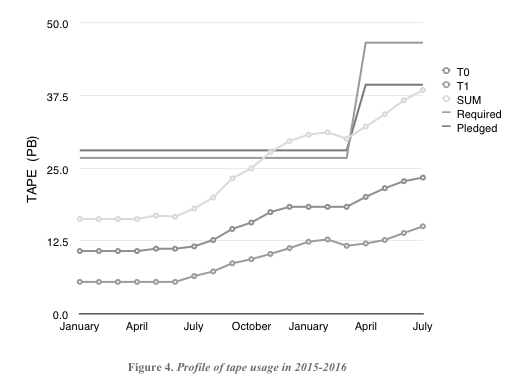 50.0
37.5
25.0
12.5
0.0
TAPE (PB)
January April July October January April July
T0
T1
SUM
Required
Pledged
Figure 4. Profile of tape usage in 2015-2016